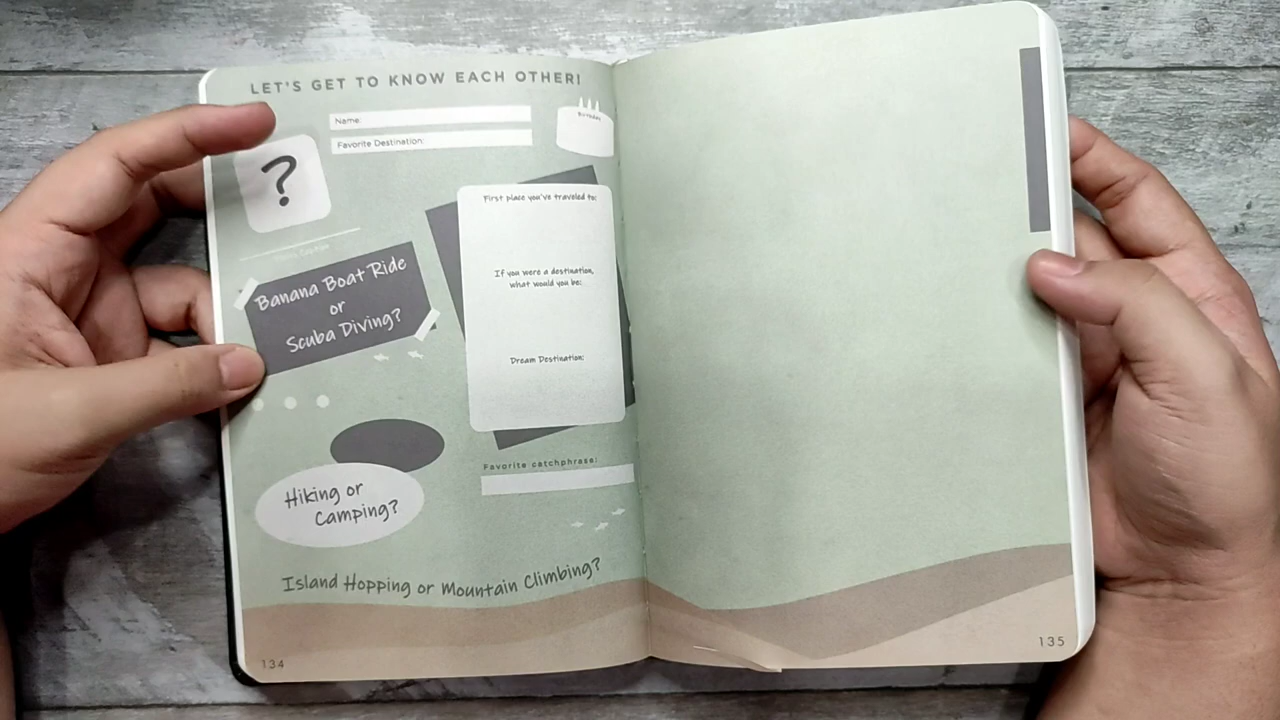 LET'S GET TO KNOW EACH OTHER!
Name:
Favorite Destination:
Birthday
?
First place you've traveled to:
If you were a destination,
what would you be:
Dream Destination:
Banana Boat Ride
or
Scuba Diving?
Favorite catchphrase:
Hiking or
Camping?
Island Hopping or Mountain Climbing?
134
135